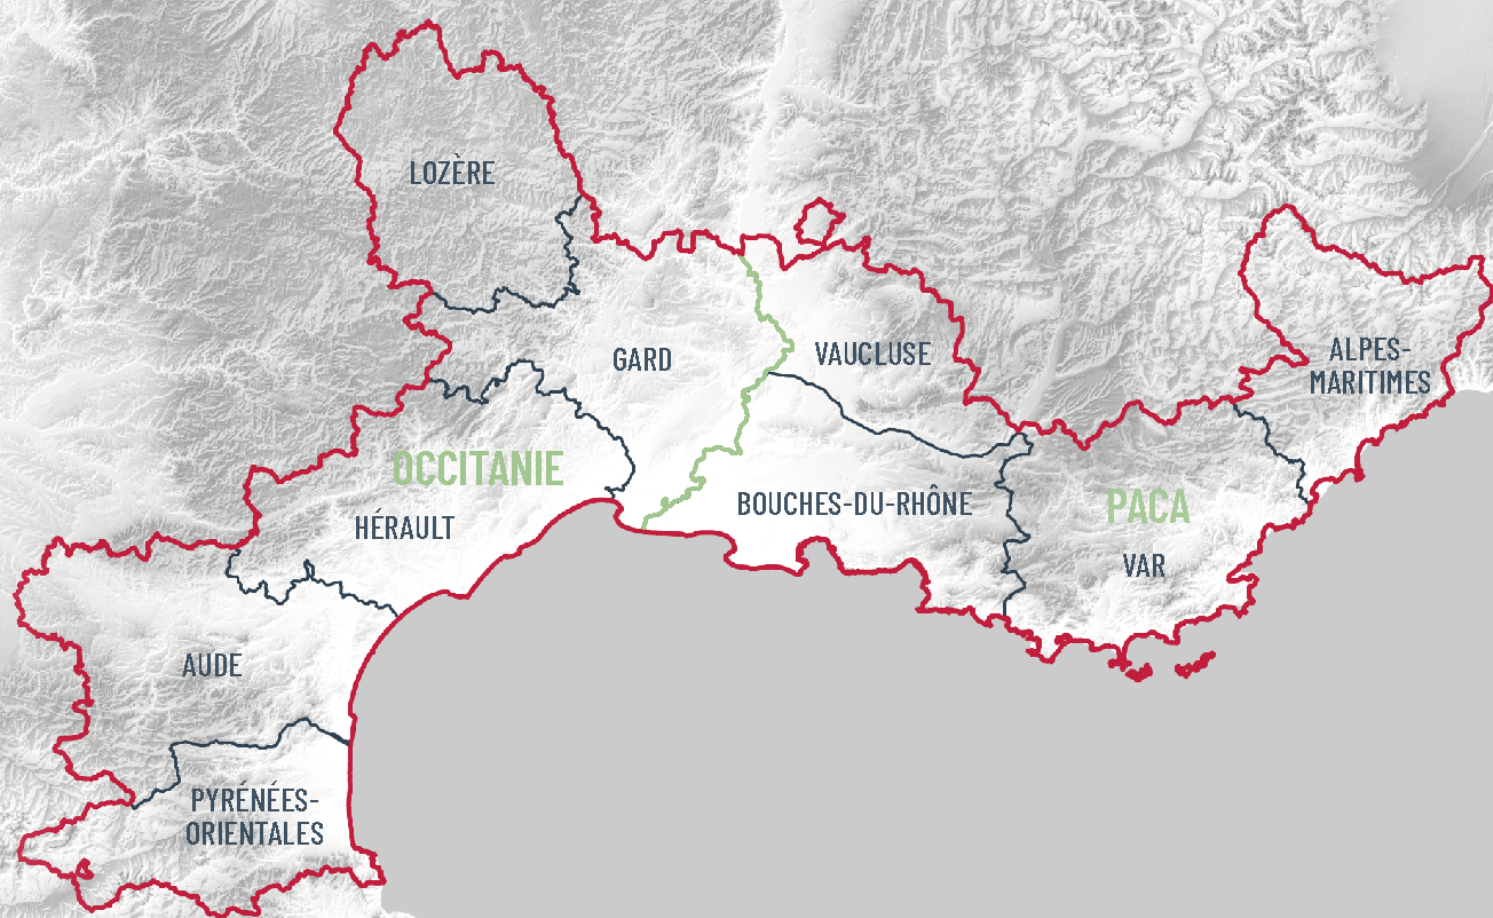 LOZÈRE
GARD
VAUCLUSE
ALPES-
MARITIMES
OCCITANIE
HÉRAULT
BOUCHES-DU-RHÔNE
PACA
VAR
AUDE
PYRÉNÉES-
ORIENTALES